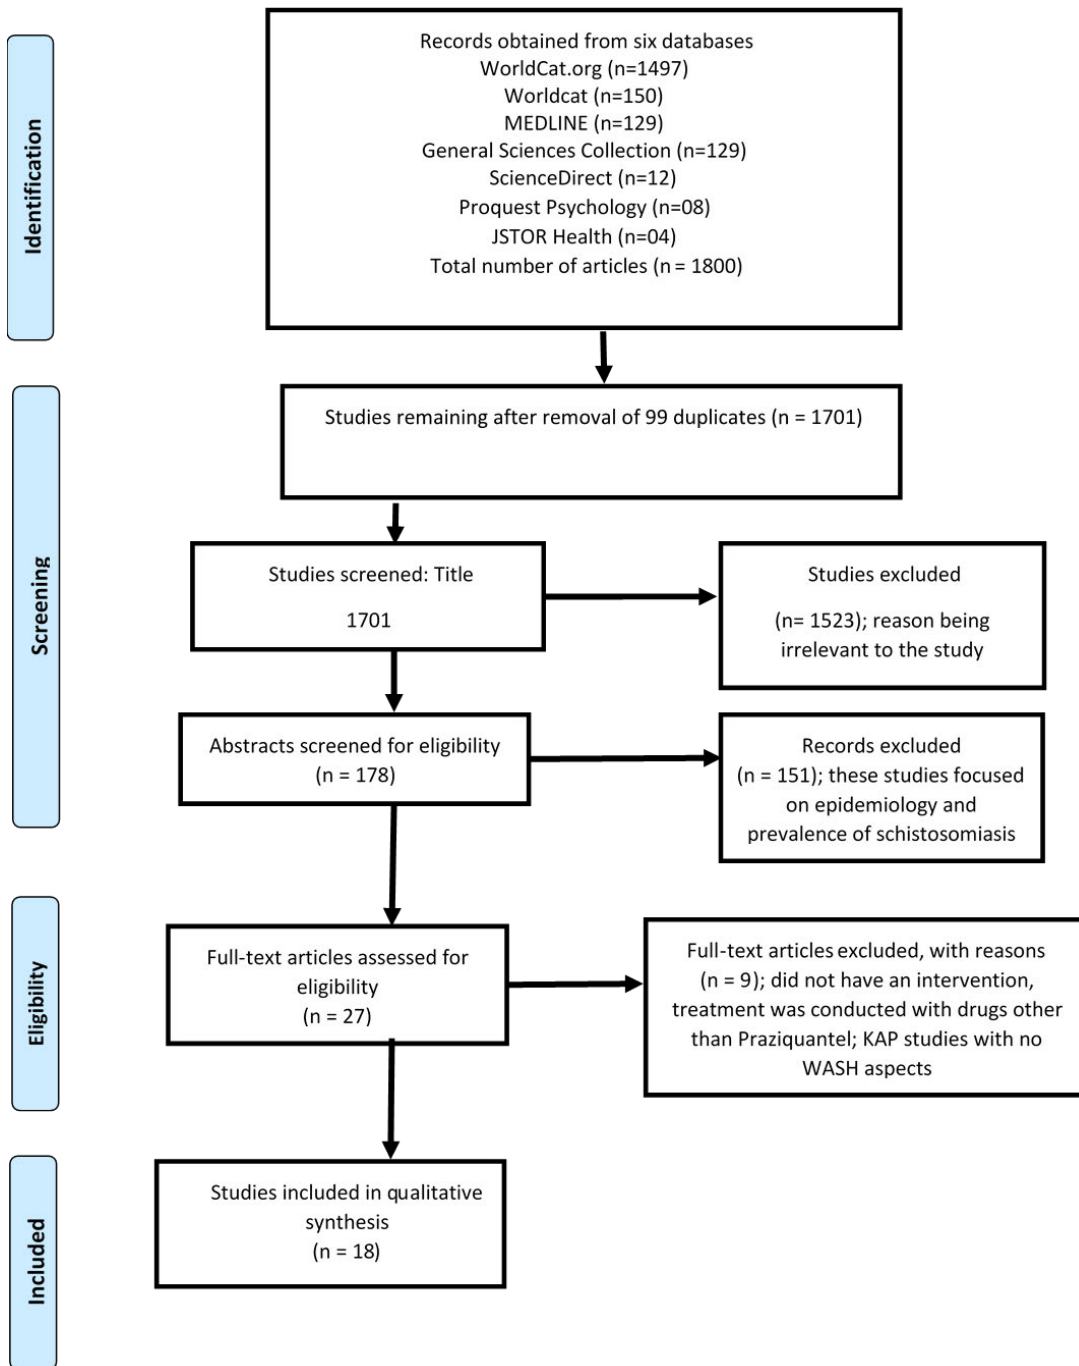 Identification
Records obtained from six databases
WorldCat.org (n=1497)
Worldcat (n=150)
MEDLINE (n=129)
General Sciences Collection (n=129)
ScienceDirect (n=12)
Proquest Psychology (n=08)
JSTOR Health (n=04)
Total number of articles (n = 1800)
Screening
Studies remaining after removal of 99 duplicates (n = 1701)
Studies screened: Title
1701
Studies excluded
(n= 1523); reason being
irrelevant to the study
Abstracts screened for eligibility
(n = 178)
Records excluded
(n = 151); these studies focused
on epidemiology and
prevalence of schistosomiasis
Eligibility
Full-text articles assessed for
eligibility
(n = 27)
Full-text articles excluded, with reasons
(n = 9); did not have an intervention,
treatment was conducted with drugs other
than Praziquantel; KAP studies with no
WASH aspects
Included
Studies included in qualitative
synthesis
(n = 18)